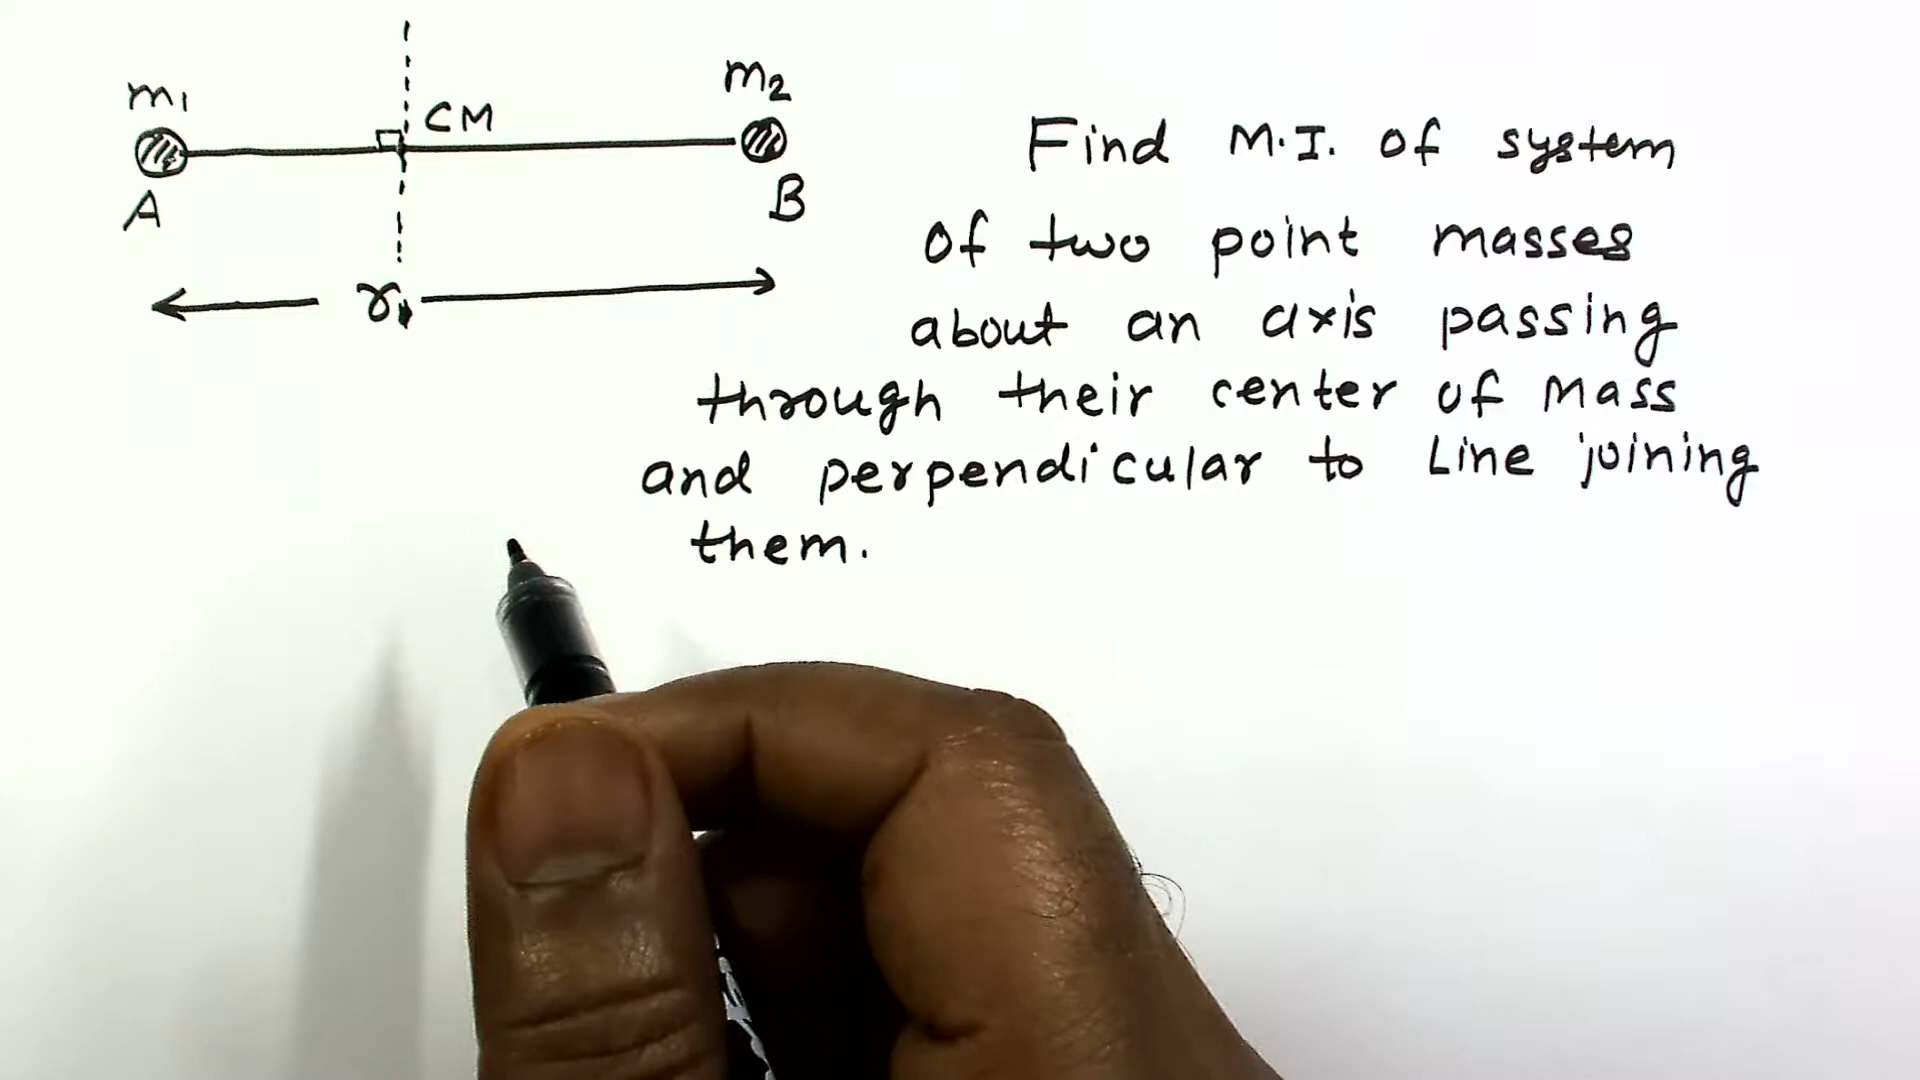 m1
m2
CM
A
B
r
Find M.I. of system
of two point masses
about an axis passing
through their center of mass
and perpendicular to Line joining
them.